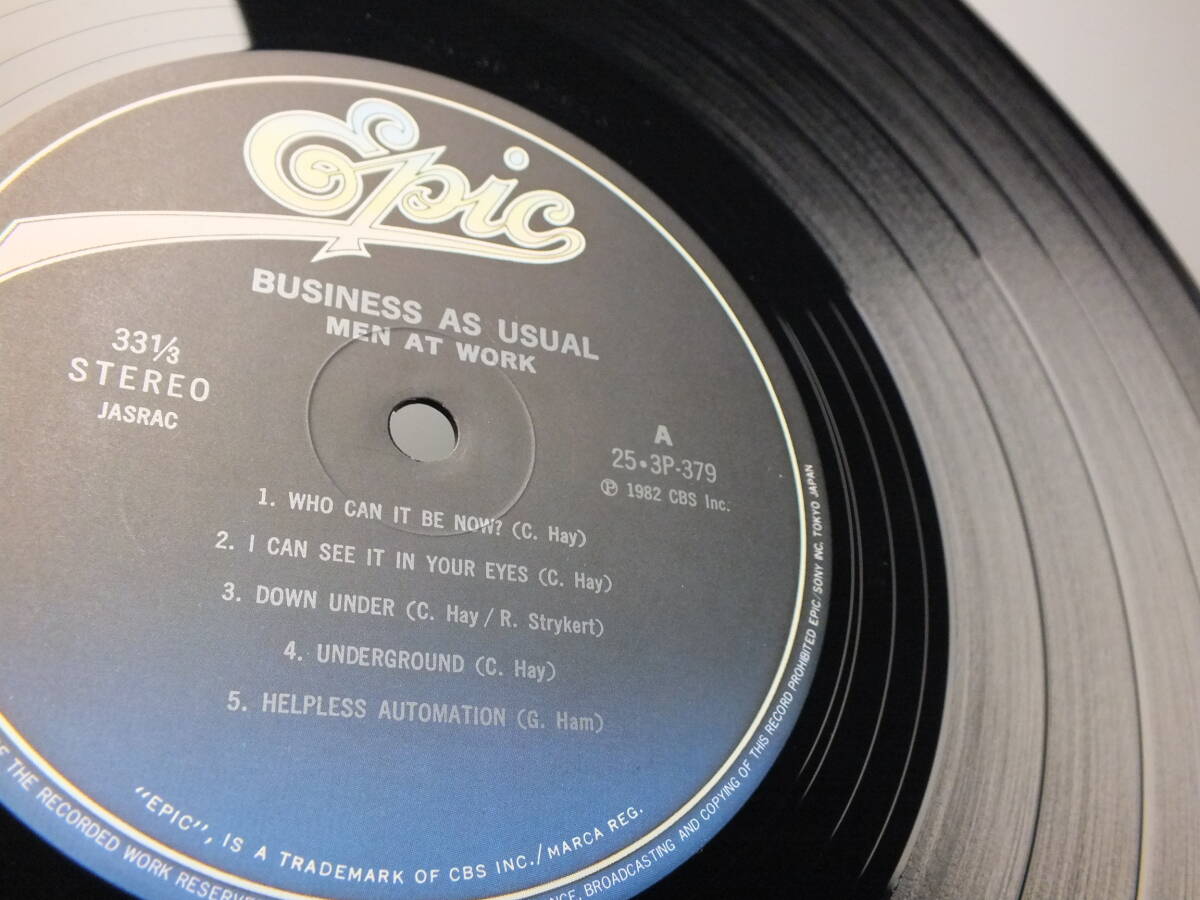 Epic
BUSINESS AS USUAL
MEN AT WORK
33⅓
STEREO
JASRAC
A
25•3P-379
Ⓟ 1982 CBS Inc.
1. WHO CAN IT BE NOW? (C. Hay)
2. I CAN SEE IT IN YOUR EYES (C. Hay)
3. DOWN UNDER (C. Hay / R. Strykert)
4. UNDERGROUND (C. Hay)
5. HELPLESS AUTOMATION (G. Ham)
"EPIC", IS A TRADEMARK OF CBS INC./MARCA REG.
THE RECORDED WORK
BROADCASTING AND COPYING OF THIS RECORD PROHIBITED EPIC/SONY INC. TOKYO JAPAN